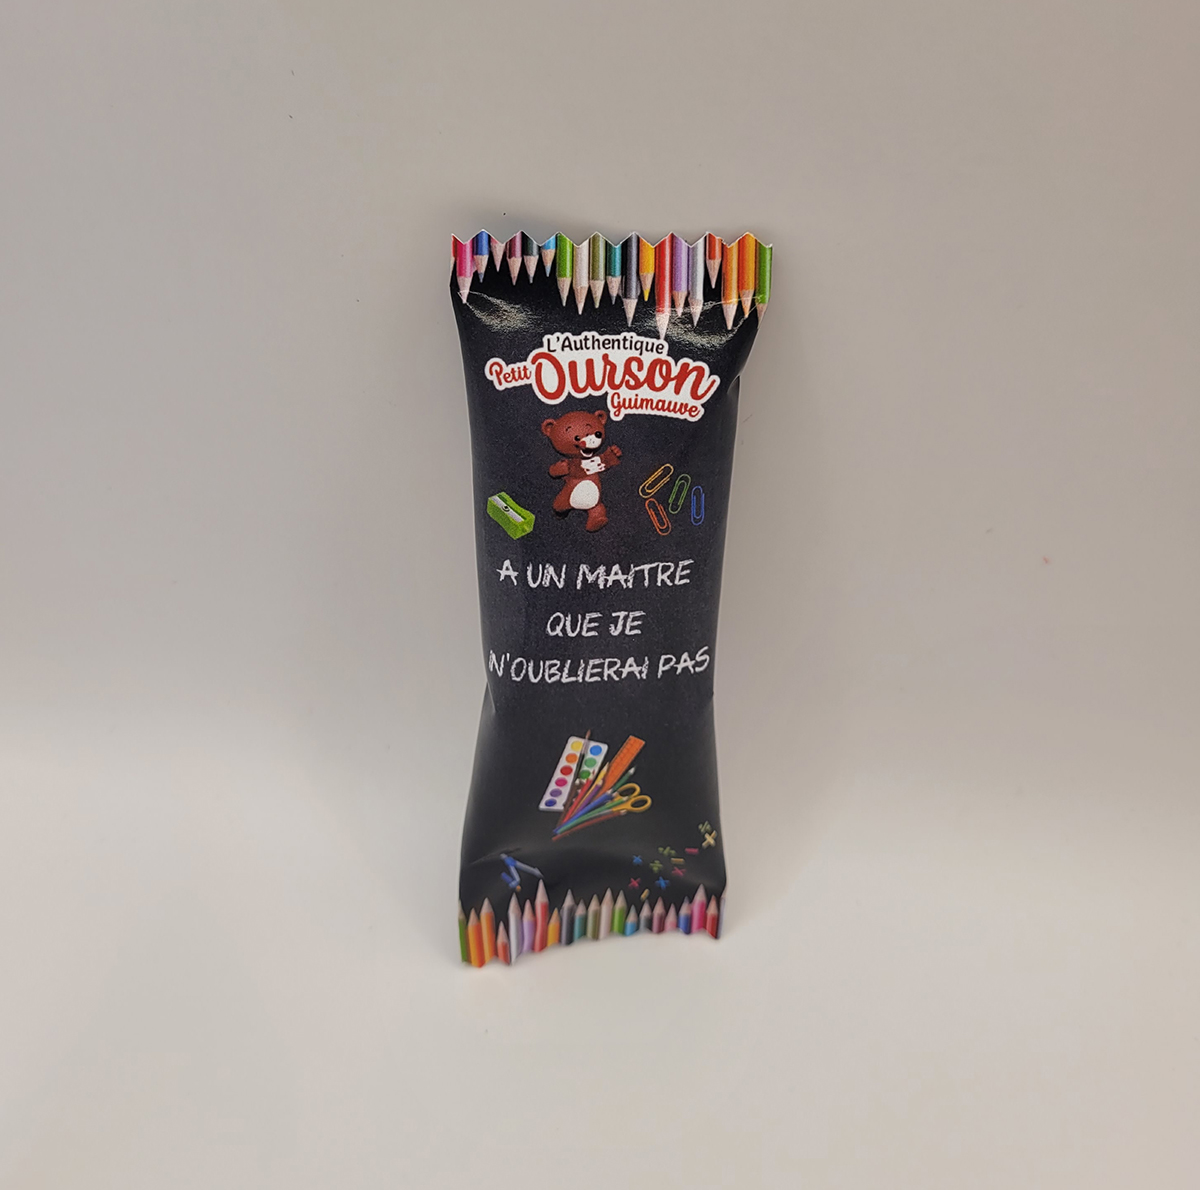 L'Authentique
Petit Ourson
Guimauve
A UN MAITRE
QUE JE
N'OUBLIERAI PAS